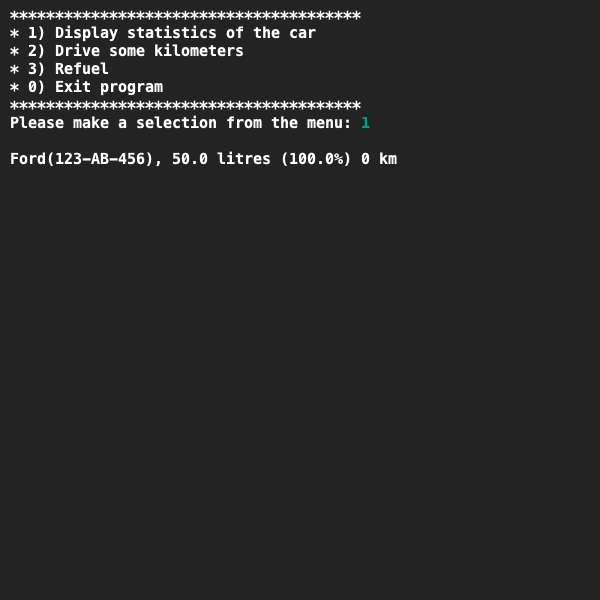 ***************************************
* 1) Display statistics of the car
* 2) Drive some kilometers
* 3) Refuel
* 0) Exit program
***************************************
Please make a selection from the menu: 1
Ford(123-AB-456), 50.0 litres (100.0%) 0 km